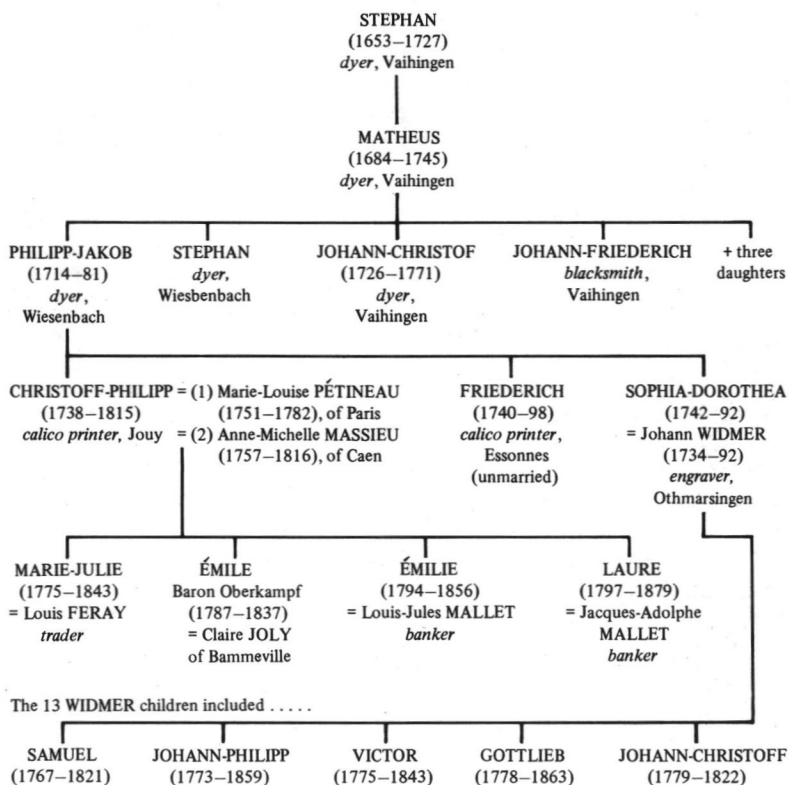 STEPHAN
(1653–1727)
dyer, Vaihingen
MATHEUS
(1684–1745)
dyer, Vaihingen
PHILIPP-JAKOB
(1714–81)
dyer,
Wiesenbach
STEPHAN
dyer,
Wiesbenbach
JOHANN-CHRISTOF
(1726–1771)
dyer,
Vaihingen
JOHANN-FRIEDERICH
blacksmith,
Vaihingen
+ three
daughters
CHRISTOFF-PHILIPP = (1) Marie-Louise PÉTINEAU
(1738–1815) (1751–1782), of Paris
calico printer, Jouy = (2) Anne-Michelle MASSIEU
(1757–1816), of Caen
FRIEDERICH
(1740–98)
calico printer,
Essonnes
(unmarried)
SOPHIA-DOROTHEA
(1742–92)
= Johann WIDMER
(1734–92)
engraver,
Othmarsingen
MARIE-JULIE
(1775–1843)
= Louis FERAY
trader
ÉMILE
Baron Oberkampf
(1787–1837)
= Claire JOLY
of Bammeville
ÉMILIE
(1794–1856)
= Louis-Jules MALLET
banker
LAURE
(1797–1879)
= Jacques-Adolphe
MALLET
banker
The 13 WIDMER children included . . . . .
SAMUEL
(1767–1821)
JOHANN-PHILIPP
(1773–1859)
VICTOR
(1775–1843)
GOTTLIEB
(1778–1863)
JOHANN-CHRISTOFF
(1779–1822)